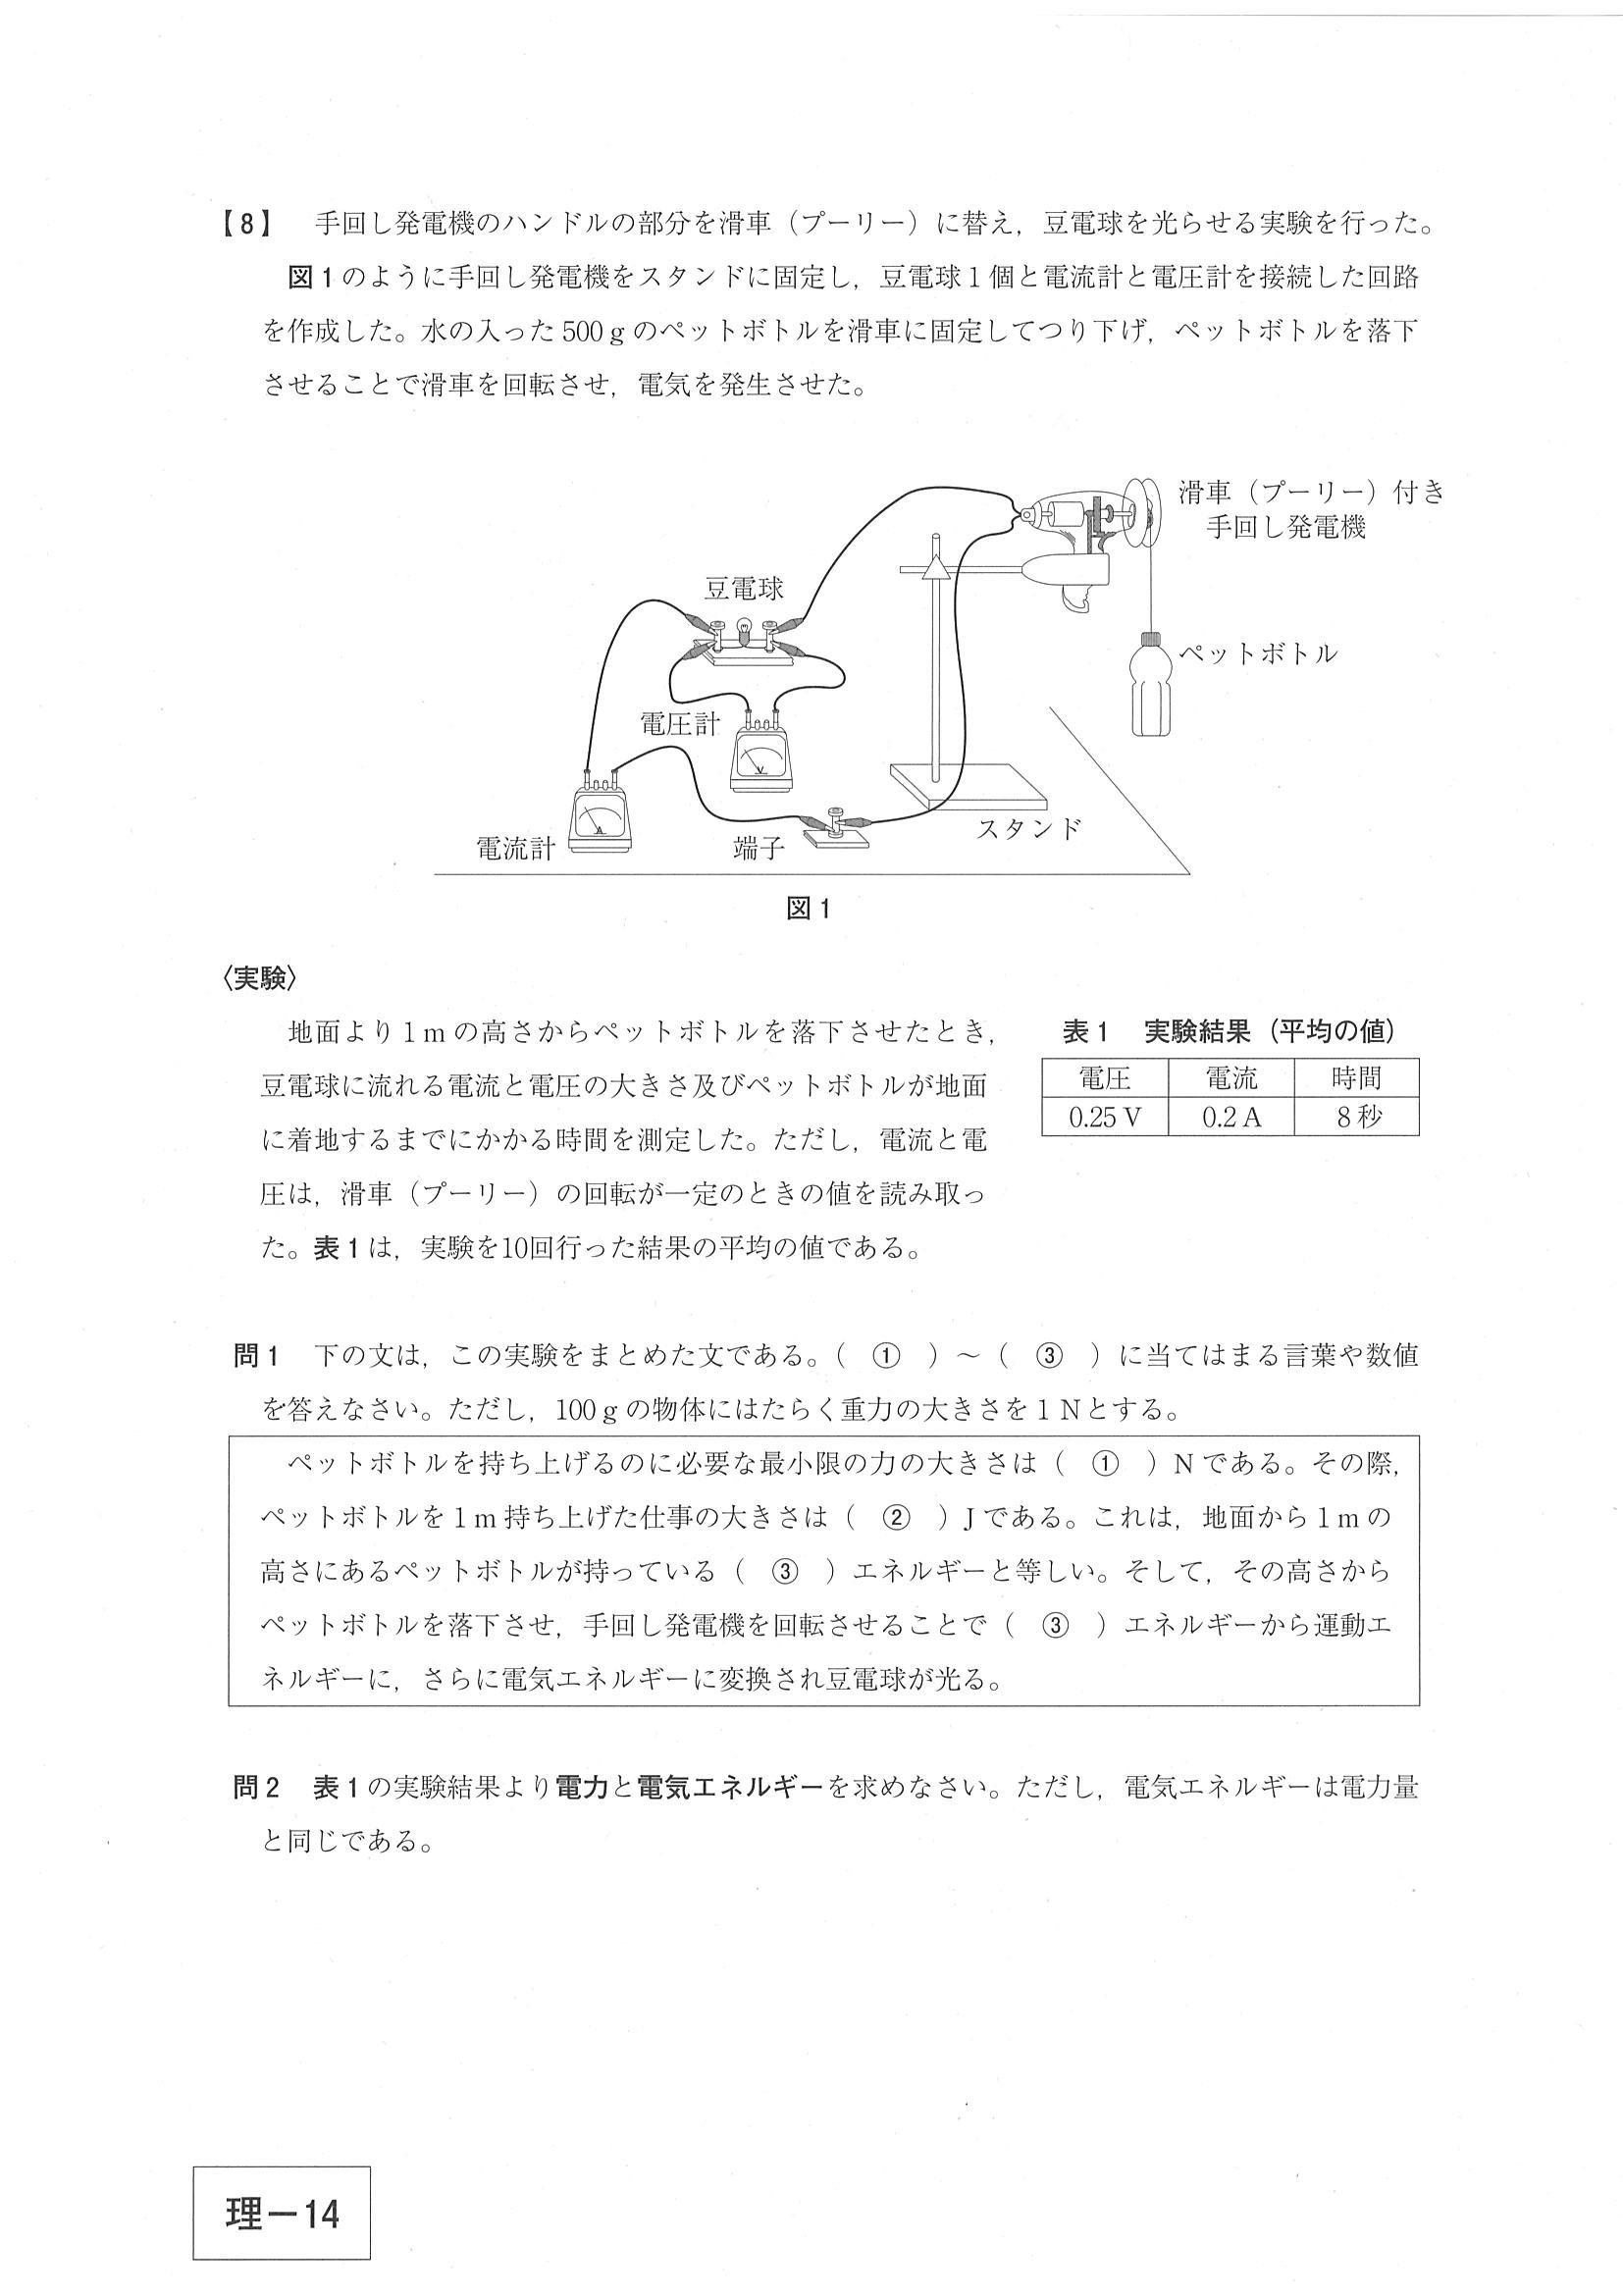 【8】　手回し発電機のハンドルの部分を滑車（プーリー）に替え，豆電球を光らせる実験を行った。
図1のように手回し発電機をスタンドに固定し，豆電球1個と電流計と電圧計を接続した回路
を作成した。水の入った500gのペットボトルを滑車に固定してつり下げ，ペットボトルを落下
させることで滑車を回転させ，電気を発生させた。
滑車（プーリー）付き
手回し発電機
豆電球
ペットボトル
電圧計
V
A
電流計
端子
スタンド
図1
〈実験〉
地面より1mの高さからペットボトルを落下させたとき，
豆電球に流れる電流と電圧の大きさ及びペットボトルが地面
に着地するまでにかかる時間を測定した。ただし，電流と電
圧は，滑車（プーリー）の回転が一定のときの値を読み取っ
た。表1は，実験を10回行った結果の平均の値である。
表1　実験結果（平均の値）
電圧　電流　時間
0.25 V　0.2 A　8秒
問1　下の文は，この実験をまとめた文である。（　①　）～（　③　）に当てはまる言葉や数値
を答えなさい。ただし，100gの物体にはたらく重力の大きさを1Nとする。
ペットボトルを持ち上げるのに必要な最小限の力の大きさは（　①　）Nである。その際，
ペットボトルを1m持ち上げた仕事の大きさは（　②　）Jである。これは，地面から1mの
高さにあるペットボトルが持っている（　③　）エネルギーと等しい。そして，その高さから
ペットボトルを落下させ，手回し発電機を回転させることで（　③　）エネルギーから運動エ
ネルギーに，さらに電気エネルギーに変換され豆電球が光る。
問2　表1の実験結果より電力と電気エネルギーを求めなさい。ただし，電気エネルギーは電力量
と同じである。
理－14